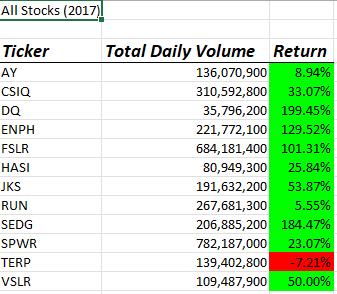 All Stocks (2017)
Ticker Total Daily Volume Return
AY 136,070,900 8.94%
CSIQ 310,592,800 33.07%
DQ 35,796,200 199.45%
ENPH 221,772,100 129.52%
FSLR 684,181,400 101.31%
HASI 80,949,300 25.84%
JKS 191,632,200 53.87%
RUN 267,681,300 5.55%
SEDG 206,885,200 184.47%
SPWR 782,187,000 23.07%
TERP 139,402,800 -7.21%
VSLR 109,487,900 50.00%